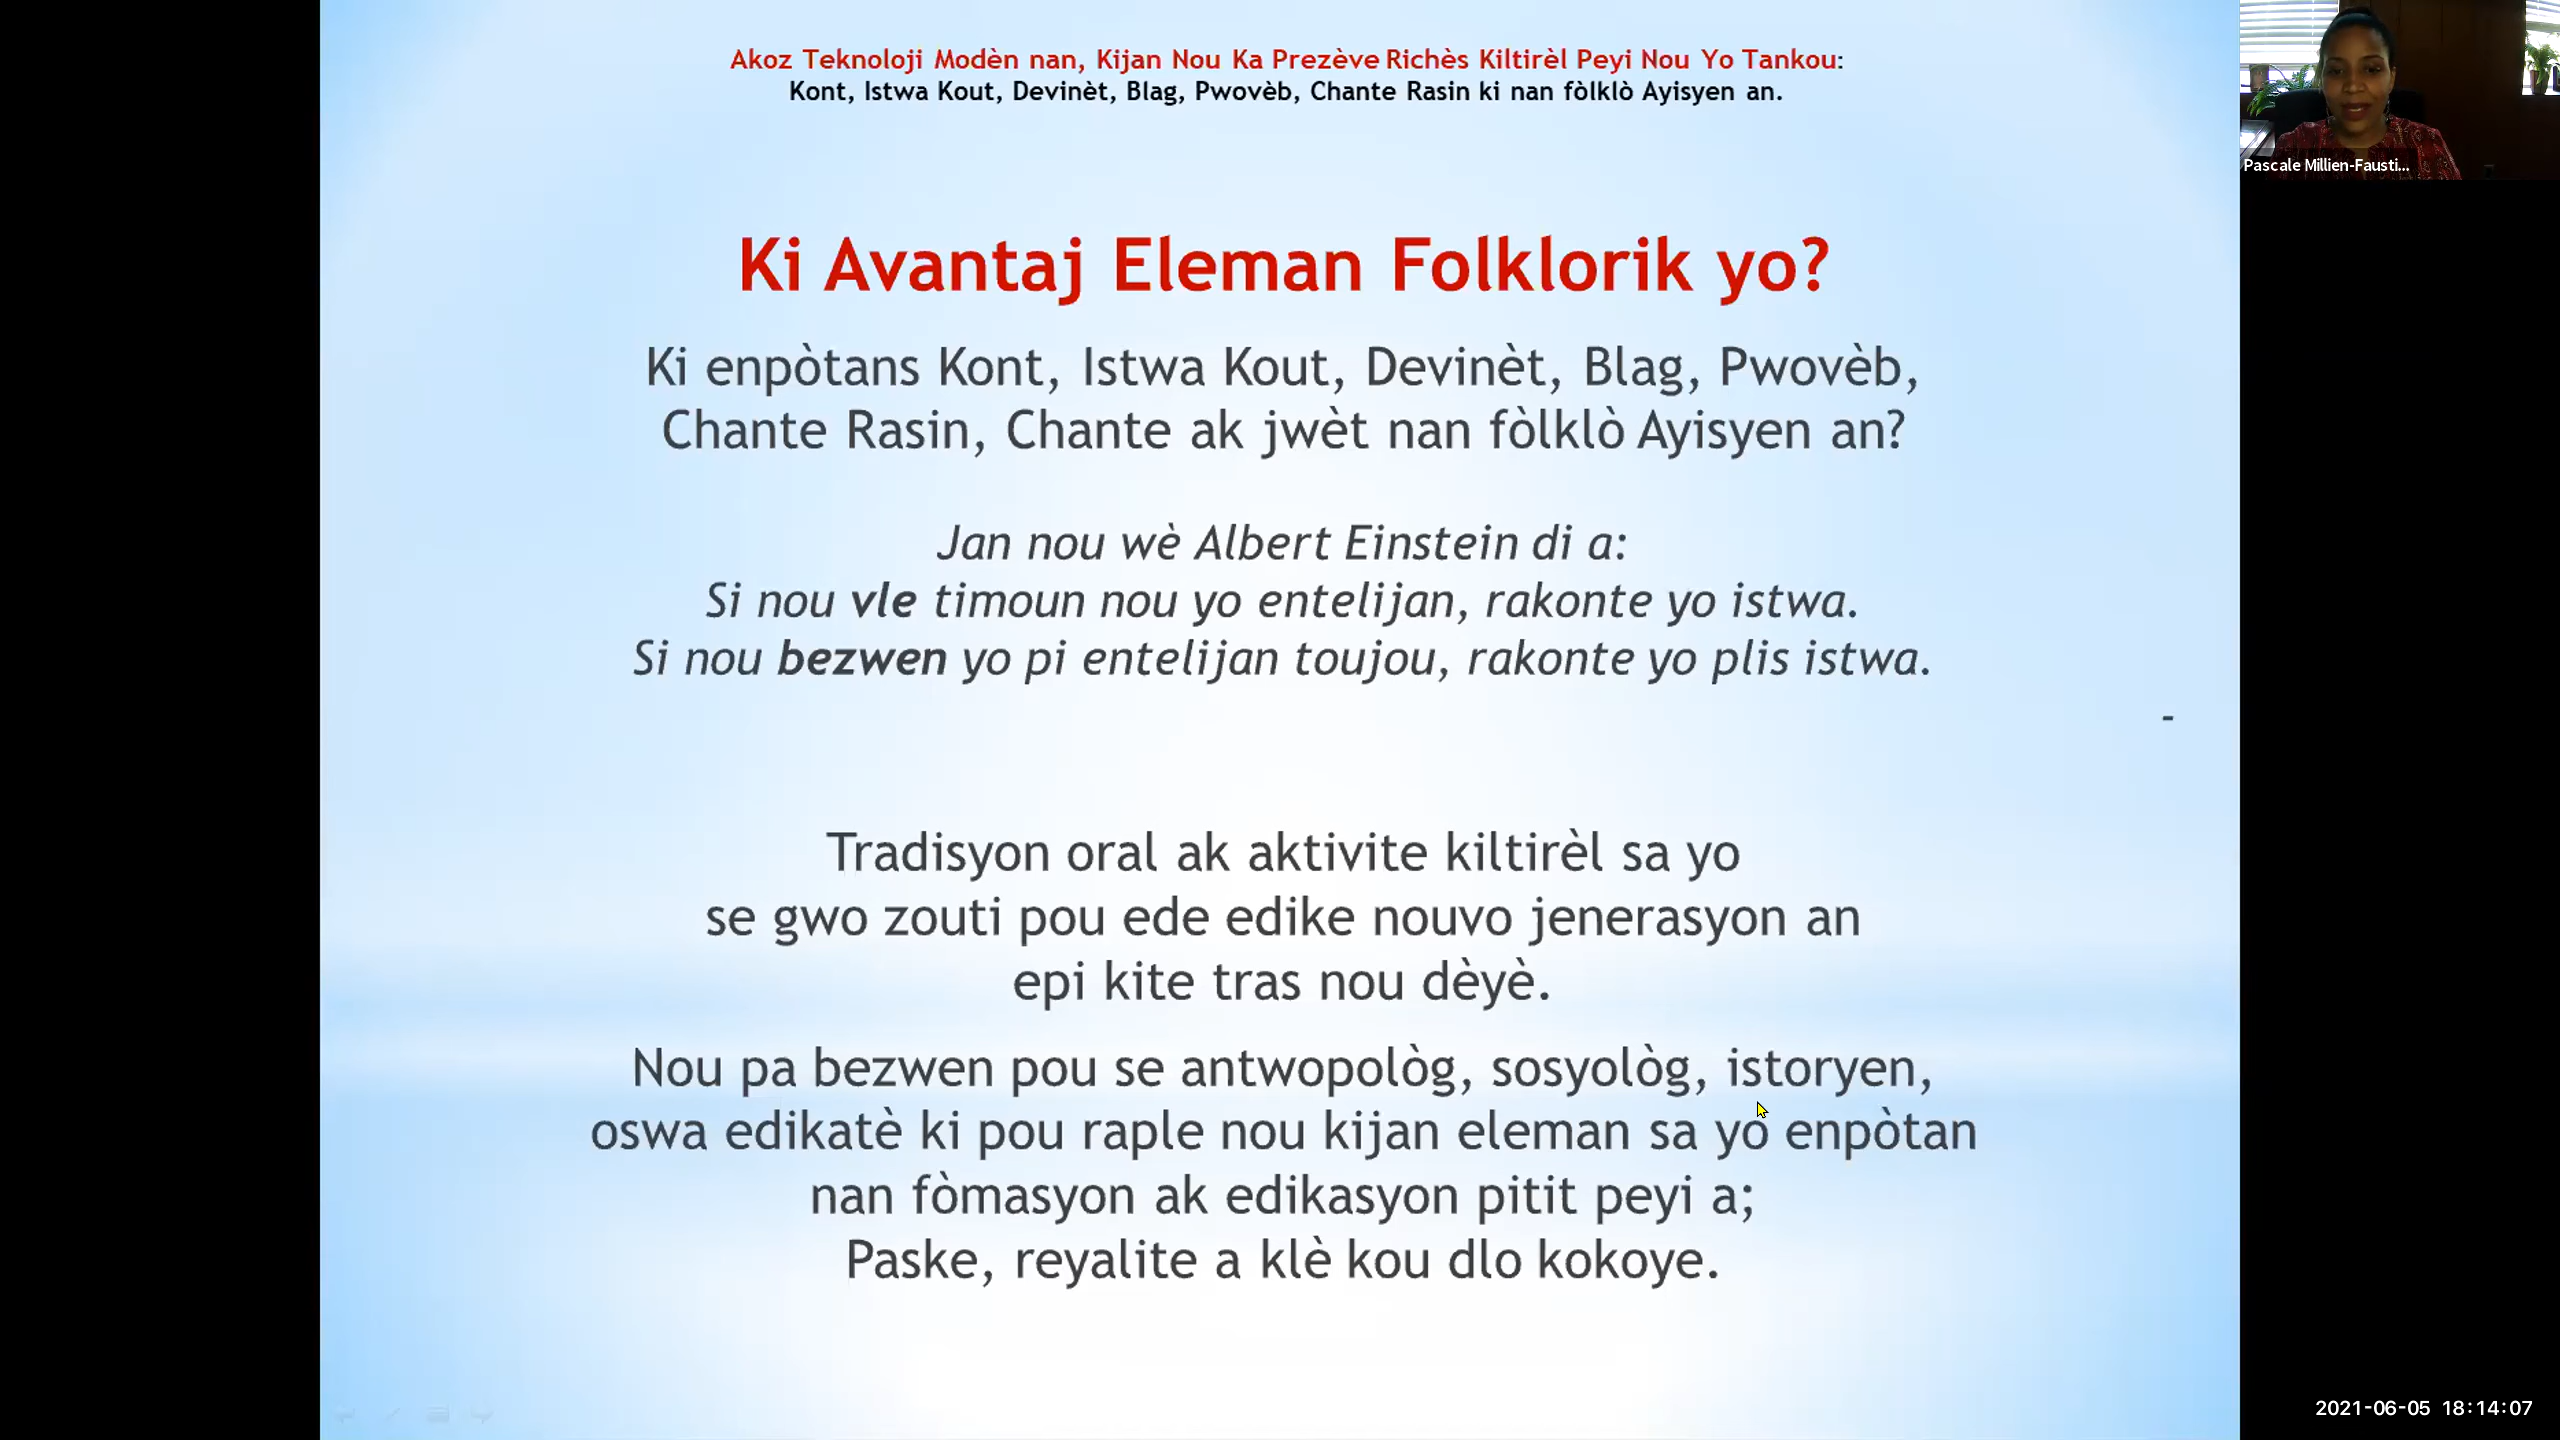 Akoz Teknoloji Modèn nan, Kijan Nou Ka Prezève Richès Kiltirèl Peyi Nou Yo Tankou:
Kont, Istwa Kout, Devinèt, Blag, Pwovèb, Chante Rasin ki nan fòlklò Ayisyen an.
Pascale Millien-Fausti...
Ki Avantaj Eleman Folklorik yo?
Ki enpòtans Kont, Istwa Kout, Devinèt, Blag, Pwovèb,
Chante Rasin, Chante ak jwèt nan fòlklò Ayisyen an?
Jan nou wè Albert Einstein di a:
Si nou vle timoun nou yo entelijan, rakonte yo istwa.
Si nou bezwen yo pi entelijan toujou, rakonte yo plis istwa.
-
Tradisyon oral ak aktivite kiltirèl sa yo
se gwo zouti pou ede edike nouvo jenerasyon an
epi kite tras nou dèyè.
Nou pa bezwen pou se antwopològ, sosyològ, istoryen,
oswa edikatè ki pou raple nou kijan eleman sa yo enpòtan
nan fòmasyon ak edikasyon pitit peyi a;
Paske, reyalite a klè kou dlo kokoye.
2021-06-05 18:14:07